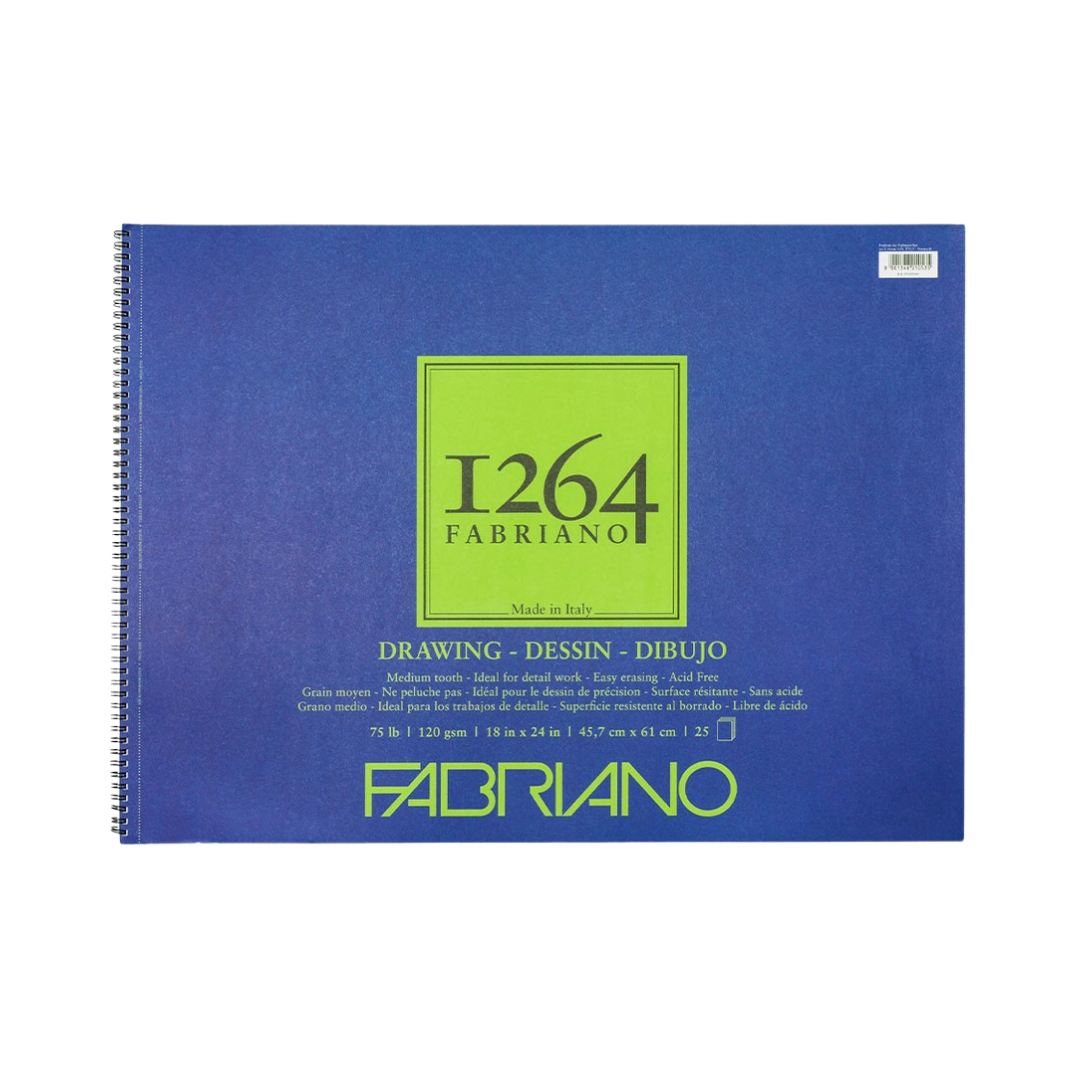 1264
FABRIANO
Made in Italy
DRAWING - DESSIN - DIBUJO
Medium tooth - Ideal for detail work - Easy erasing - Acid Free
Grain moyen - Ne peluche pas - Idéal pour le dessin de précision - Surface résitante - Sans acide
Grano medio - Ideal para los trabajos de detalle - Superficie resistente al borrado - Libre de ácido
75 lb | 120 gsm | 18 in x 24 in | 45,7 cm x 61 cm | 25
FABRIANO